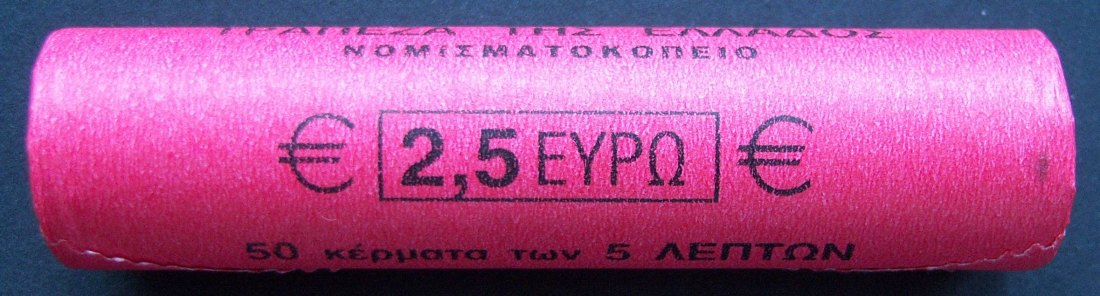 ΤΡΑΠΕΖΑ ΤΗΣ ΕΛΛΑΔΟΣ
ΝΟΜΙΣΜΑΤΟΚΟΠΕΙΟ
€ 2,5 ΕΥΡΩ €
50 κέρματα των 5 ΛΕΠΤΩΝ